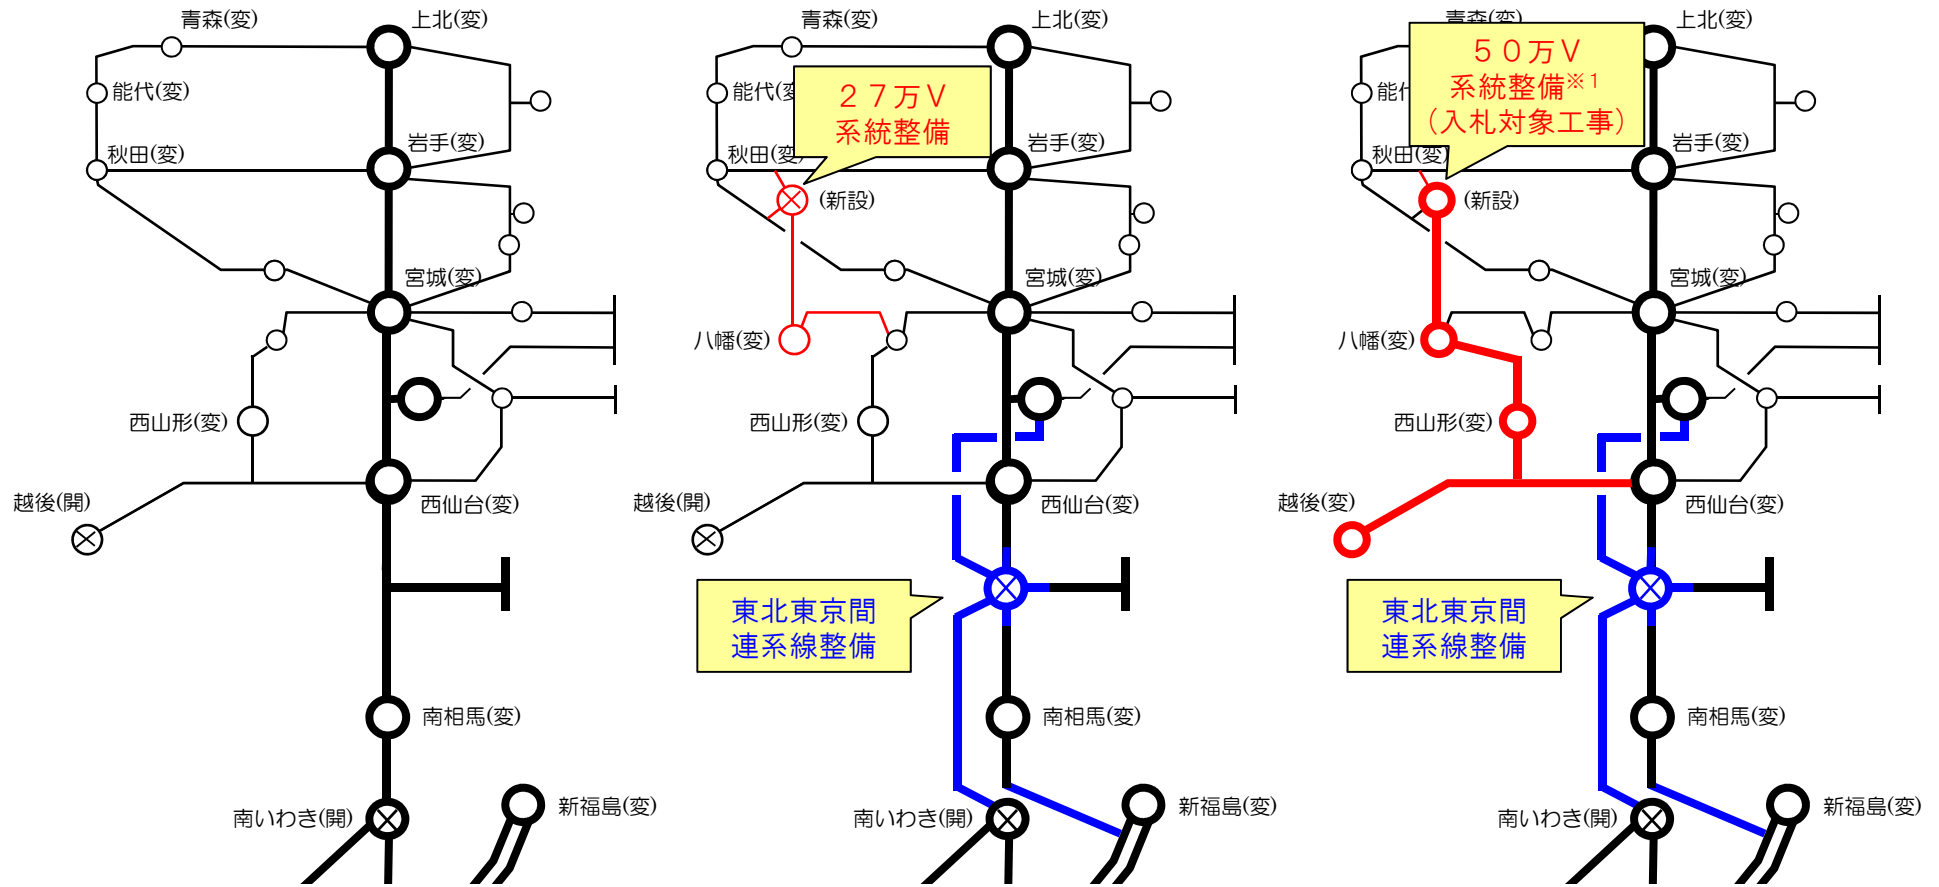 青森(変)
上北(変)
能代(変)
岩手(変)
秋田(変)
宮城(変)
西山形(変)
越後(開)
西仙台(変)
南相馬(変)
南いわき(開)
新福島(変)
青森(変)
上北(変)
能代(変
２７万Ｖ
系統整備
岩手(変)
秋田(変)
(新設)
宮城(変)
八幡(変)
西山形(変)
越後(開)
西仙台(変)
東北東京間
連系線整備
南相馬(変)
南いわき(開)
新福島(変)
青森(変)
上北(変)
５０万Ｖ
系統整備※１
（入札対象工事）
能代
岩手(変)
秋田(変)
(新設)
宮城(変)
八幡(変)
西山形(変)
越後(変)
西仙台(変)
東北東京間
連系線整備
南相馬(変)
南いわき(開)
新福島(変)